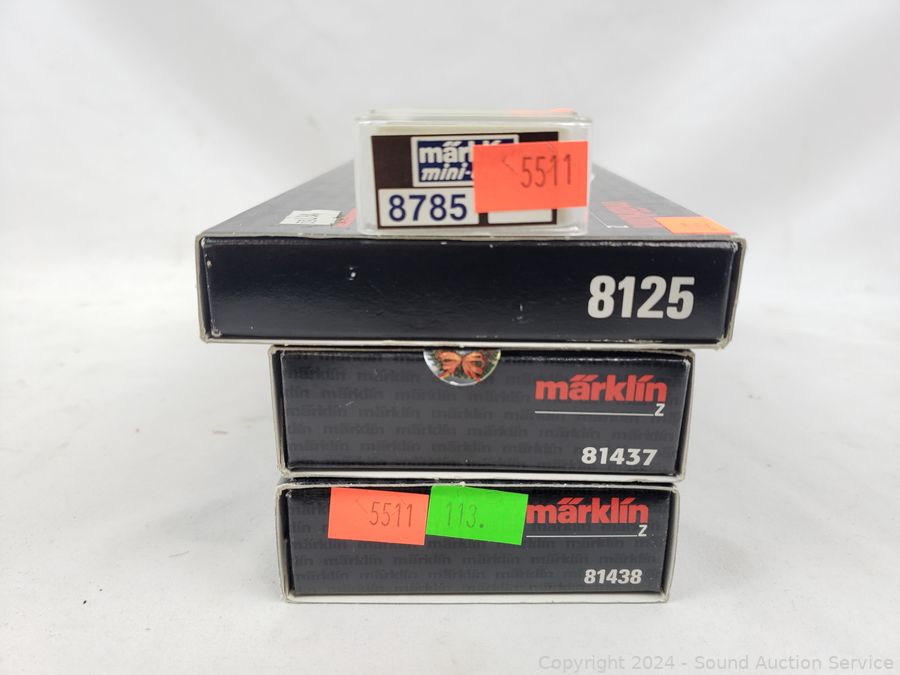 märklin
mini-
5511
8785
8125
märklin
Z
81437
5511
113.
märklin
Z
81438
Copyright 2024 - Sound Auction Service